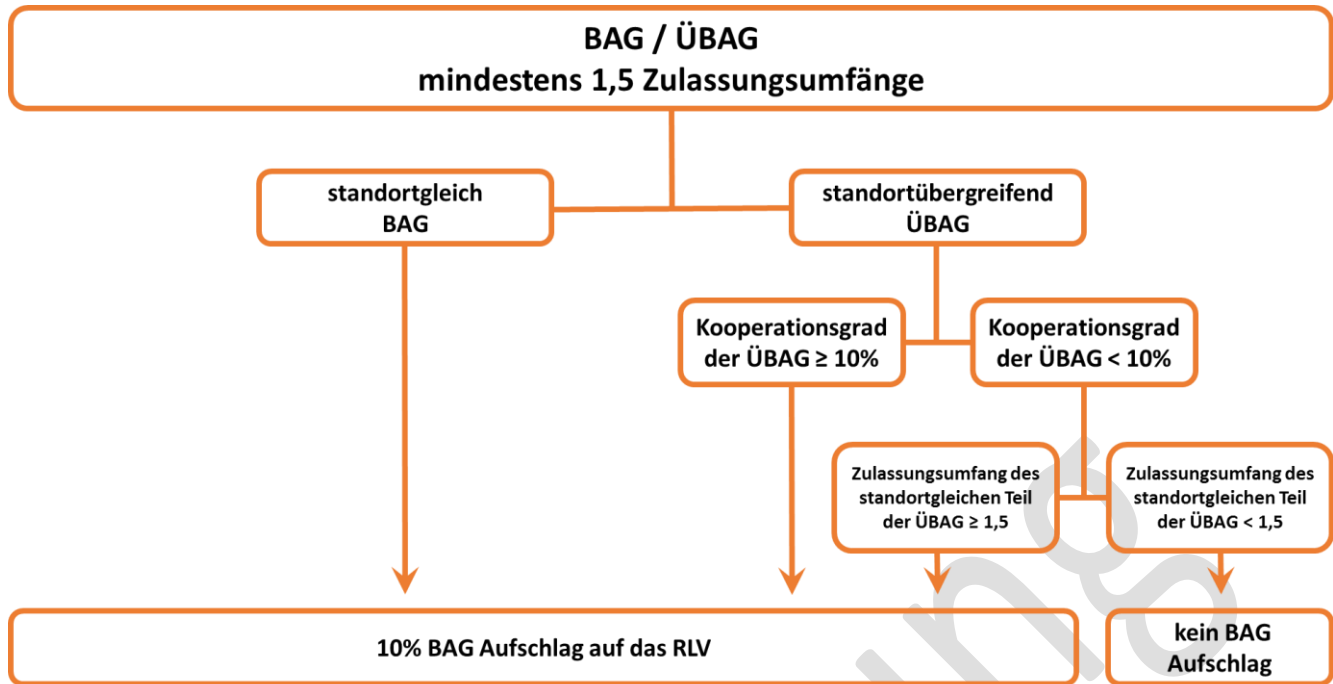 BAG / ÜBAG
mindestens 1,5 Zulassungsumfänge
standortgleich
BAG
standortübergreifend
ÜBAG
Kooperationsgrad
der ÜBAG ≥ 10%
Kooperationsgrad
der ÜBAG < 10%
Zulassungsumfang des
standortgleichen Teil
der ÜBAG ≥ 1,5
Zulassungsumfang des
standortgleichen Teil
der ÜBAG < 1,5
10% BAG Aufschlag auf das RLV
kein BAG
Aufschlag